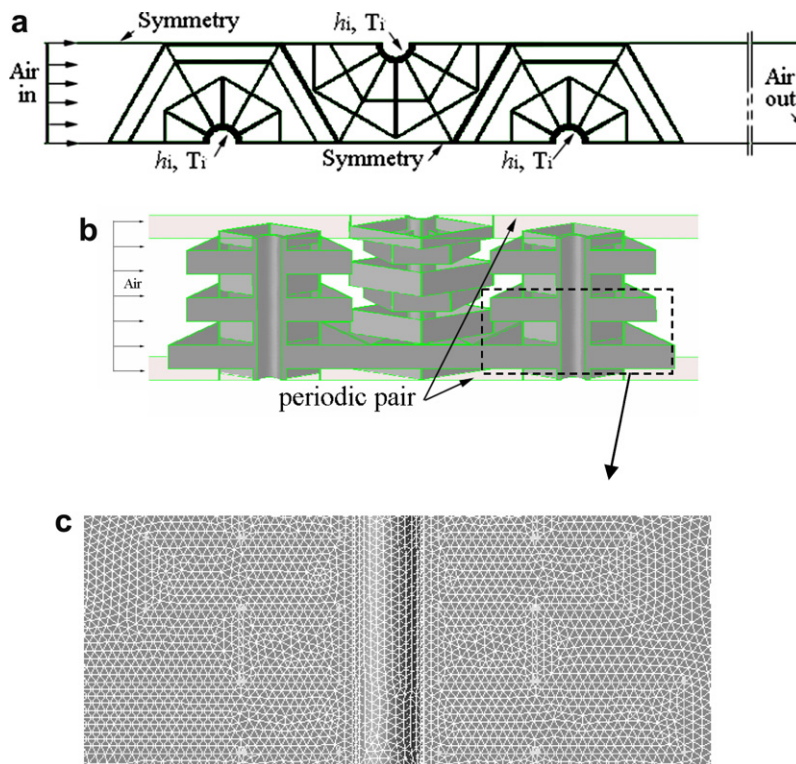 a
Symmetry
hi, Ti
Air
in
Air
out
hi, Ti
Symmetry
hi, Ti
b
Air
periodic pair
c